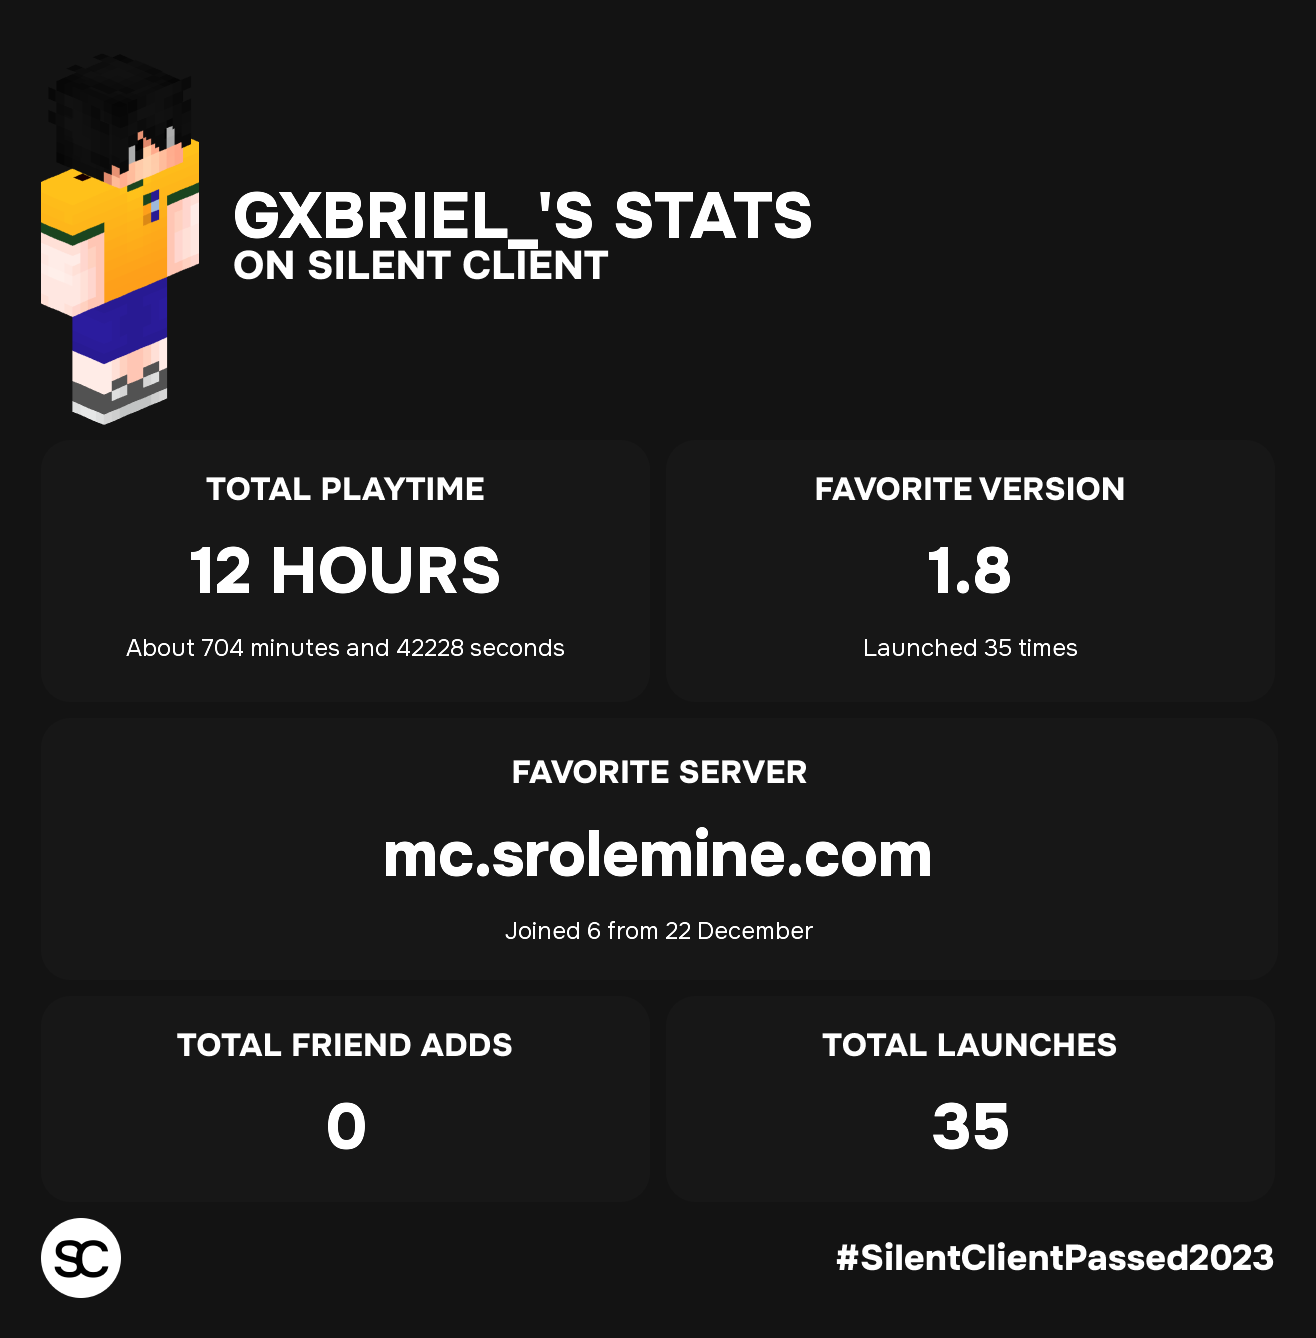 GXBRIEL_'S STATS
ON SILENT CLIENT
TOTAL PLAYTIME
12 HOURS
About 704 minutes and 42228 seconds
FAVORITE VERSION
1.8
Launched 35 times
FAVORITE SERVER
mc.srolemine.com
Joined 6 from 22 December
TOTAL FRIEND ADDS
0
TOTAL LAUNCHES
35
SC
#SilentClientPassed2023